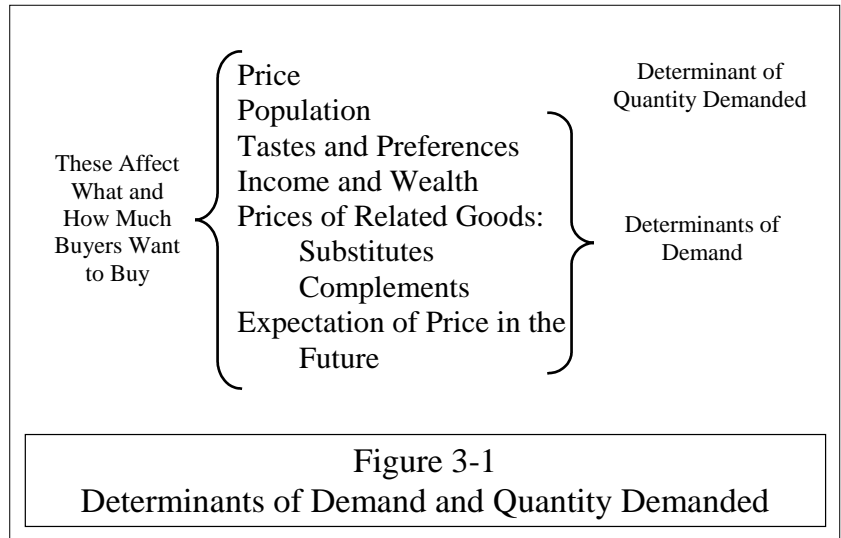 These Affect
What and
How Much
Buyers Want
to Buy
Price
Population
Tastes and Preferences
Income and Wealth
Prices of Related Goods:
Substitutes
Complements
Expectation of Price in the
Future
Determinant of
Quantity Demanded
Determinants of
Demand
Figure 3-1
Determinants of Demand and Quantity Demanded